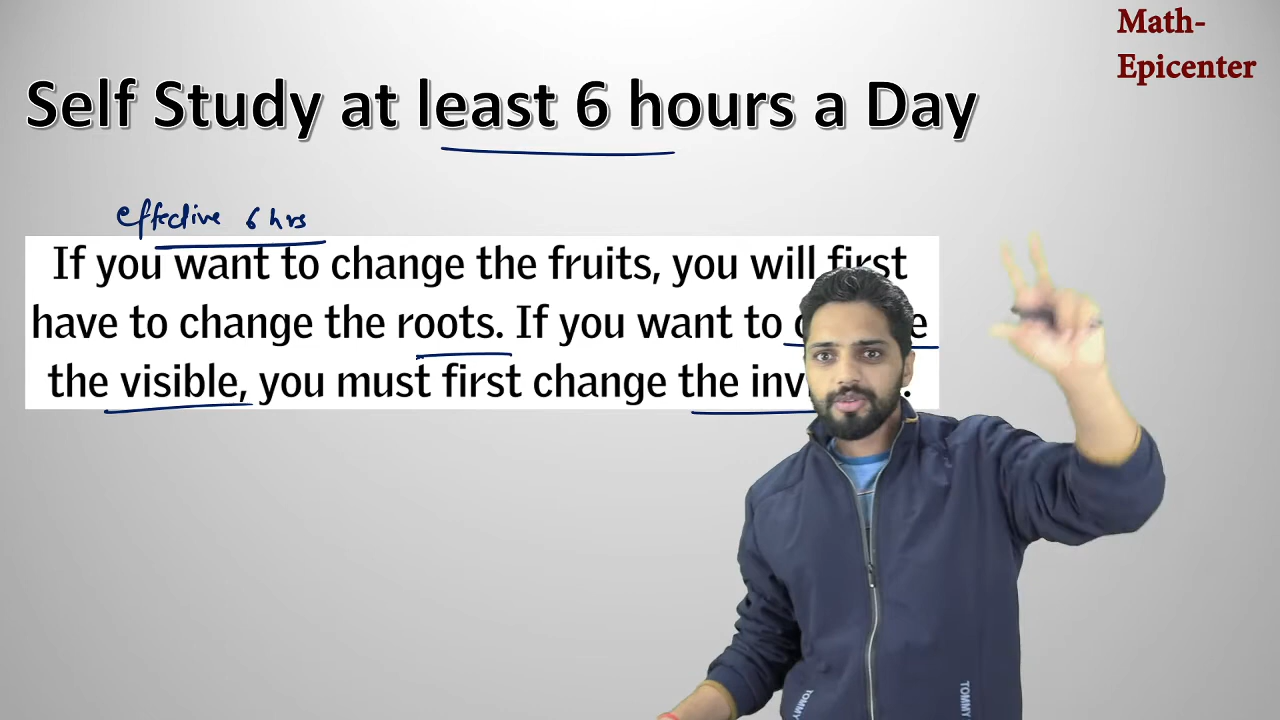 Math-
Epicenter
Self Study at least 6 hours a Day
effective 6 hrs
If you want to change the fruits, you will first
have to change the roots. If you want to
the visible, you must first change the
TOMMY
TOMMY